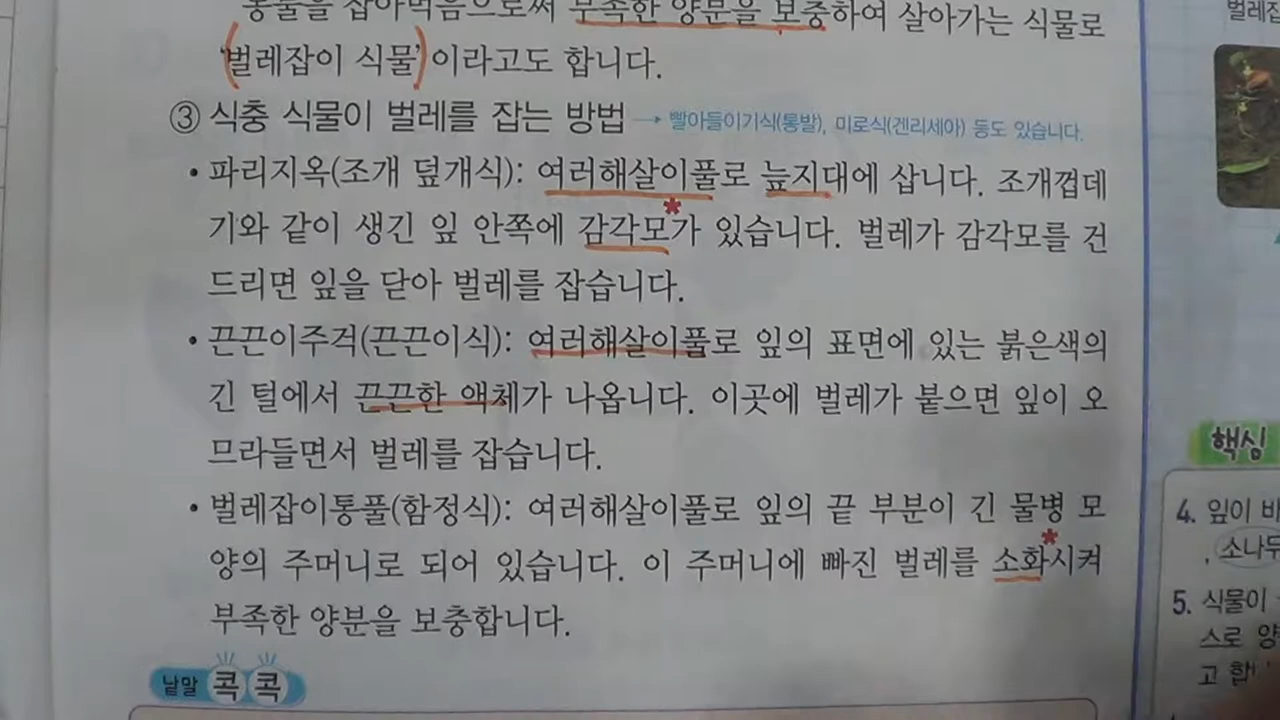 동물을 잡아먹음으로써 부족한 양분을 보충하여 살아가는 식물로
'벌레잡이 식물'이라고도 합니다.
③ 식충 식물이 벌레를 잡는 방법 → 빨아들이기식(통발), 미로식(겐리세아) 등도 있습니다.
• 파리지옥(조개 덮개식): 여러해살이풀로 늪지대에 삽니다. 조개껍데
기와 같이 생긴 잎 안쪽에 감각모*가 있습니다. 벌레가 감각모를 건
드리면 잎을 닫아 벌레를 잡습니다.
• 끈끈이주걱(끈끈이식): 여러해살이풀로 잎의 표면에 있는 붉은색의
긴 털에서 끈끈한 액체가 나옵니다. 이곳에 벌레가 붙으면 잎이 오
므라들면서 벌레를 잡습니다.
• 벌레잡이통풀(함정식): 여러해살이풀로 잎의 끝 부분이 긴 물병 모
양의 주머니로 되어 있습니다. 이 주머니에 빠진 벌레를 소화*시켜
부족한 양분을 보충합니다.
낱말 콕콕
벌레잡
핵심
4. 잎이 바
, 소나무
5. 식물이
스로 양
고 합